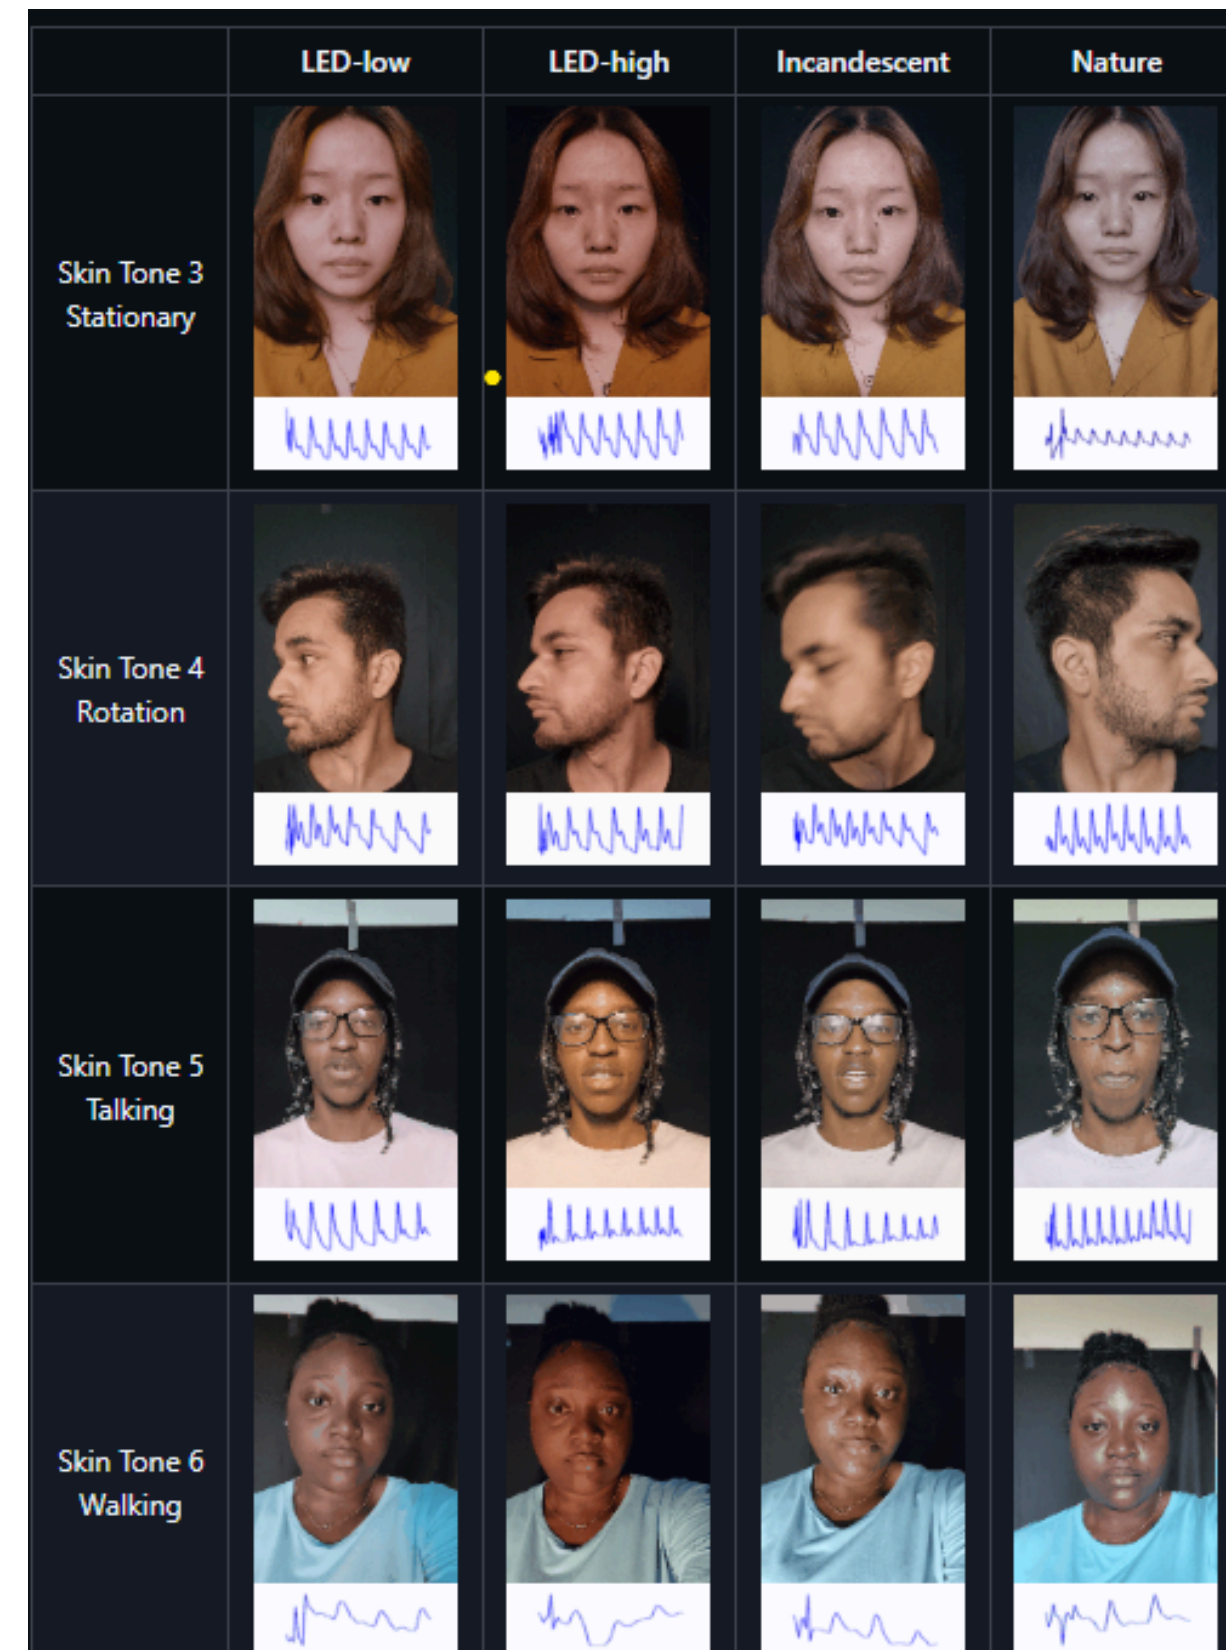 LED-low LED-high Incandescent Nature
Skin Tone 3
Stationary
Skin Tone 4
Rotation
Skin Tone 5
Talking
Skin Tone 6
Walking